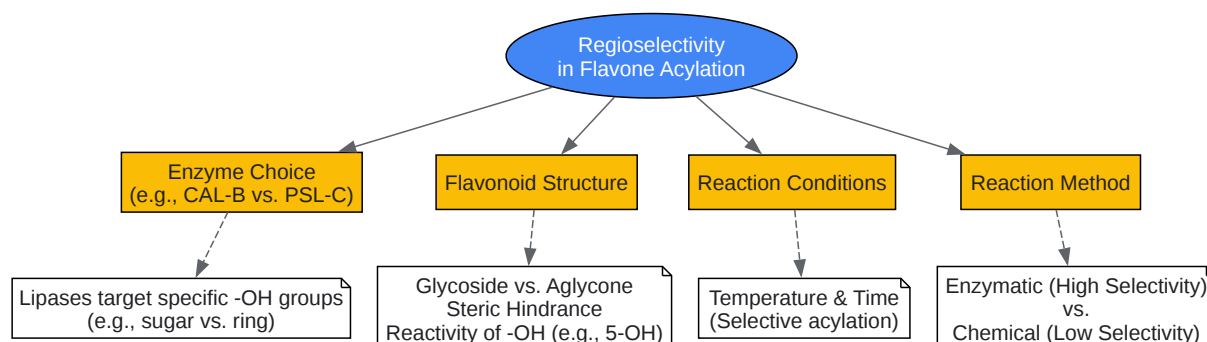 Regioselectivity
in Flavone Acylation
Enzyme Choice
(e.g., CAL-B vs. PSL-C)
Flavonoid Structure
Reaction Conditions
Reaction Method
Lipases target specific -OH groups
(e.g., sugar vs. ring)
Glycoside vs. Aglycone
Steric Hindrance
Reactivity of -OH (e.g., 5-OH)
Temperature & Time
(Selective acylation)
Enzymatic (High Selectivity)
vs.
Chemical (Low Selectivity)